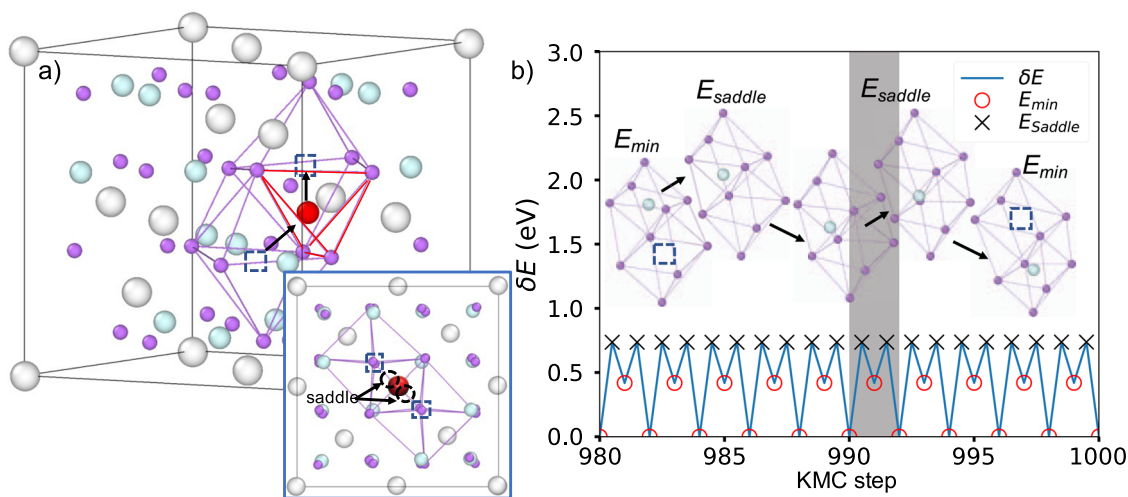 a)
saddle
b)
3.0
2.5
2.0
1.5
1.0
0.5
0.0
δE (eV)
980
985
990
995
1000
KMC step
E_min
E_saddle
E_saddle
E_min
δE
E_min
E_Saddle